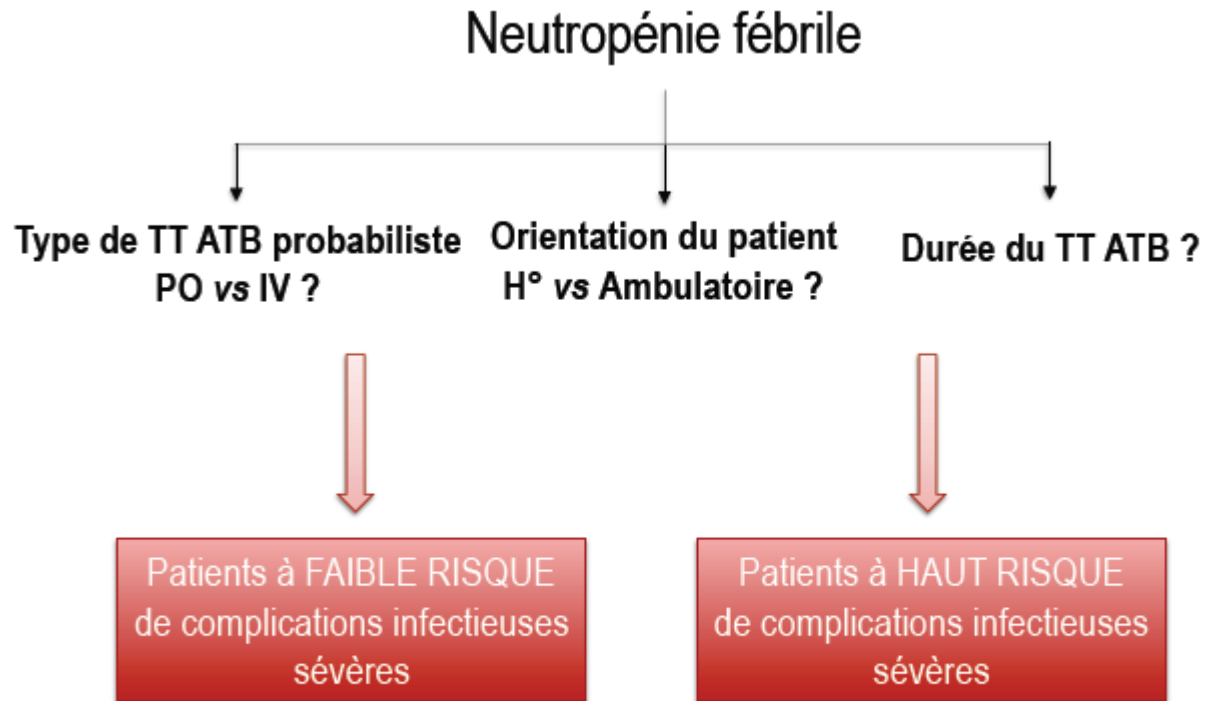 Neutropénie fébrile
Type de TT ATB probabiliste
PO vs IV ?
Orientation du patient
H° vs Ambulatoire ?
Durée du TT ATB ?
Patients à FAIBLE RISQUE
de complications infectieuses
sévères
Patients à HAUT RISQUE
de complications infectieuses
sévères